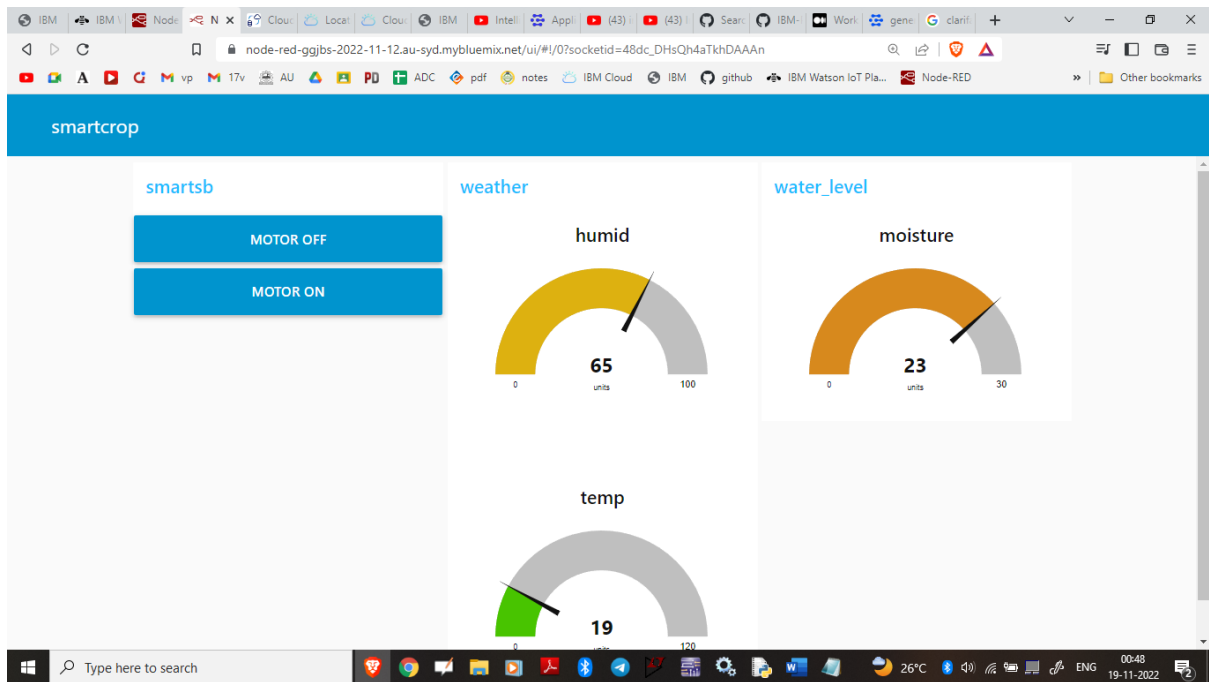 IBM IBM Node N Clouc Locat Clouc IBM Intell Appl (43) (43) Searc IBM- Work gene clarif
node-red-ggjbs-2022-11-12.au-syd.mybluemix.net/ui/#!/0?socketid=48dc_DHsQh4aTkhDAAAn
vp 17v AU PD ADC pdf notes IBM Cloud IBM github IBM Watson IoT Pla... Node-RED » Other bookmarks
smartcrop
smartsb
MOTOR OFF
MOTOR ON
weather
humid
65
units
0 100
temp
19
0 120
water_level
moisture
23
units
0 30
Type here to search
26°C ENG 00:48
19-11-2022
2